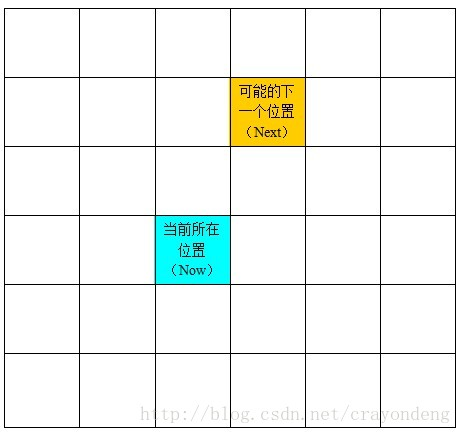 可能的下
一个位置
（Next）
当前所在
位置
（Now）
http://blog.csdn.net/crayondeng